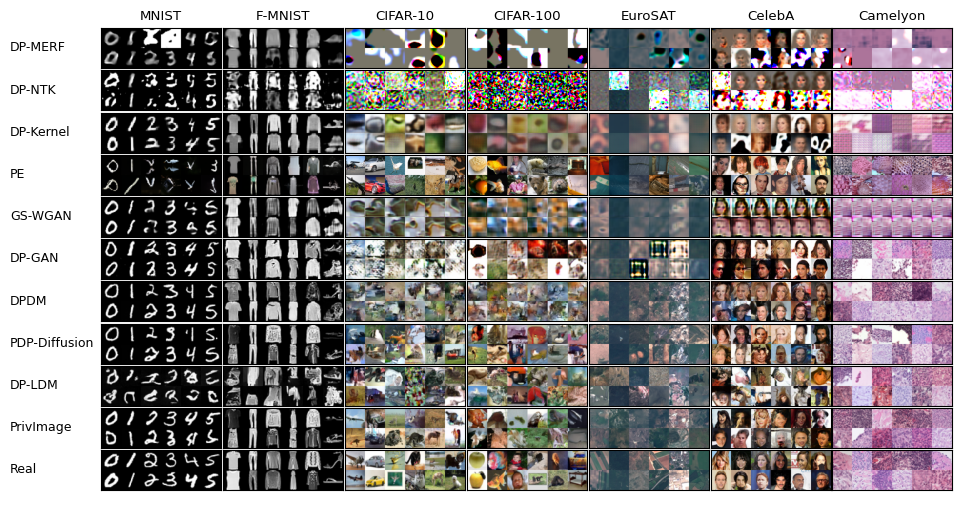 MNIST F-MNIST CIFAR-10 CIFAR-100 EuroSAT CelebA Camelyon
DP-MERF
DP-NTK
DP-Kernel
PE
GS-WGAN
DP-GAN
DPDM
PDP-Diffusion
DP-LDM
PrivImage
Real